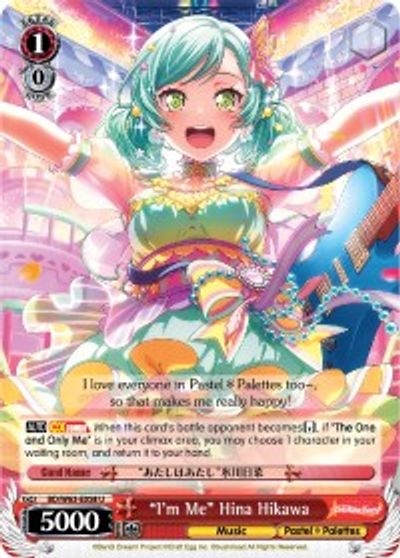 1
0
I love everyone in Pastel*Palettes too~,
so that makes me really happy!
AUTO CX COMBO When this card's battle opponent becomes [ ], if "The One
and Only Me" is in your climax area, you may choose 1 character in your
waiting room, and return it to your hand.
Card Name "あたしはあたし" 氷川日菜
5000
"I'm Me" Hina Hikawa
Music Pastel*Palettes